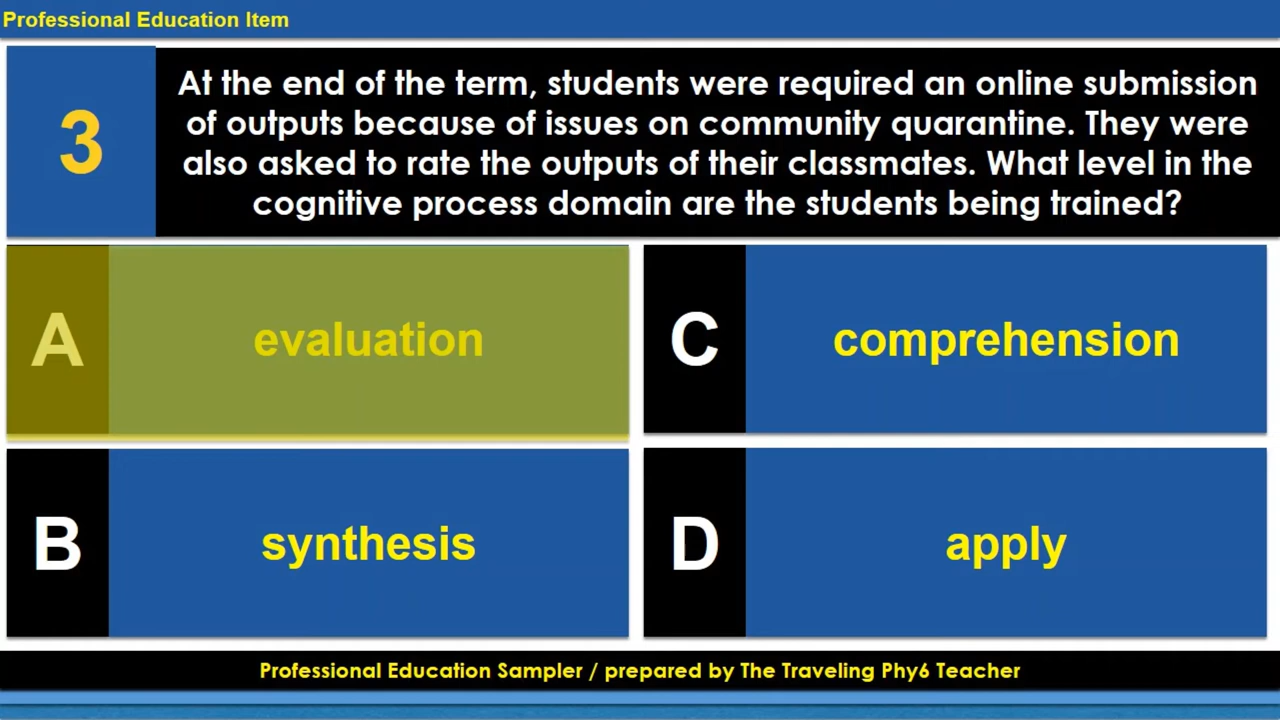 Professional Education Item
3
At the end of the term, students were required an online submission
of outputs because of issues on community quarantine. They were
also asked to rate the outputs of their classmates. What level in the
cognitive process domain are the students being trained?
A
evaluation
C
comprehension
B
synthesis
D
apply
Professional Education Sampler / prepared by The Traveling Phy6 Teacher